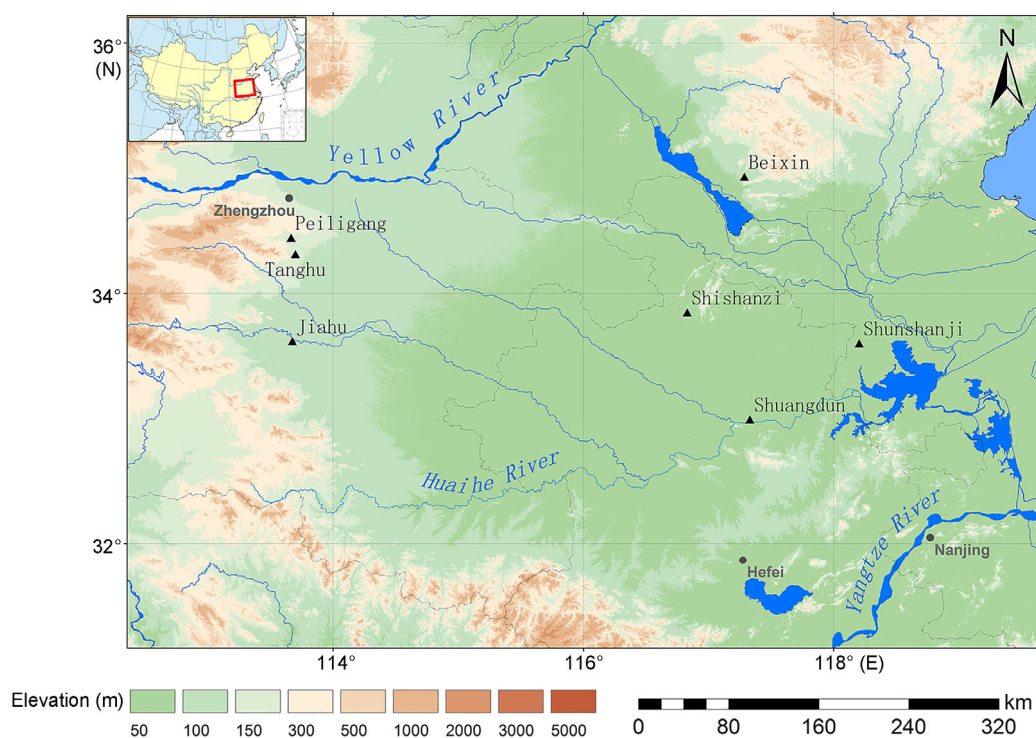 36°
(N)
N
Yellow River
Beixin
Zhengzhou
Peiligang
Tanghu
34°
Shishanzi
Jiahu
Shunshanji
Shuangdun
Huaihe River
32°
Yangtze River
Nanjing
Hefei
114°
116°
118° (E)
Elevation (m)
50 100 150 300 500 1000 2000 3000 5000
km
0 80 160 240 320